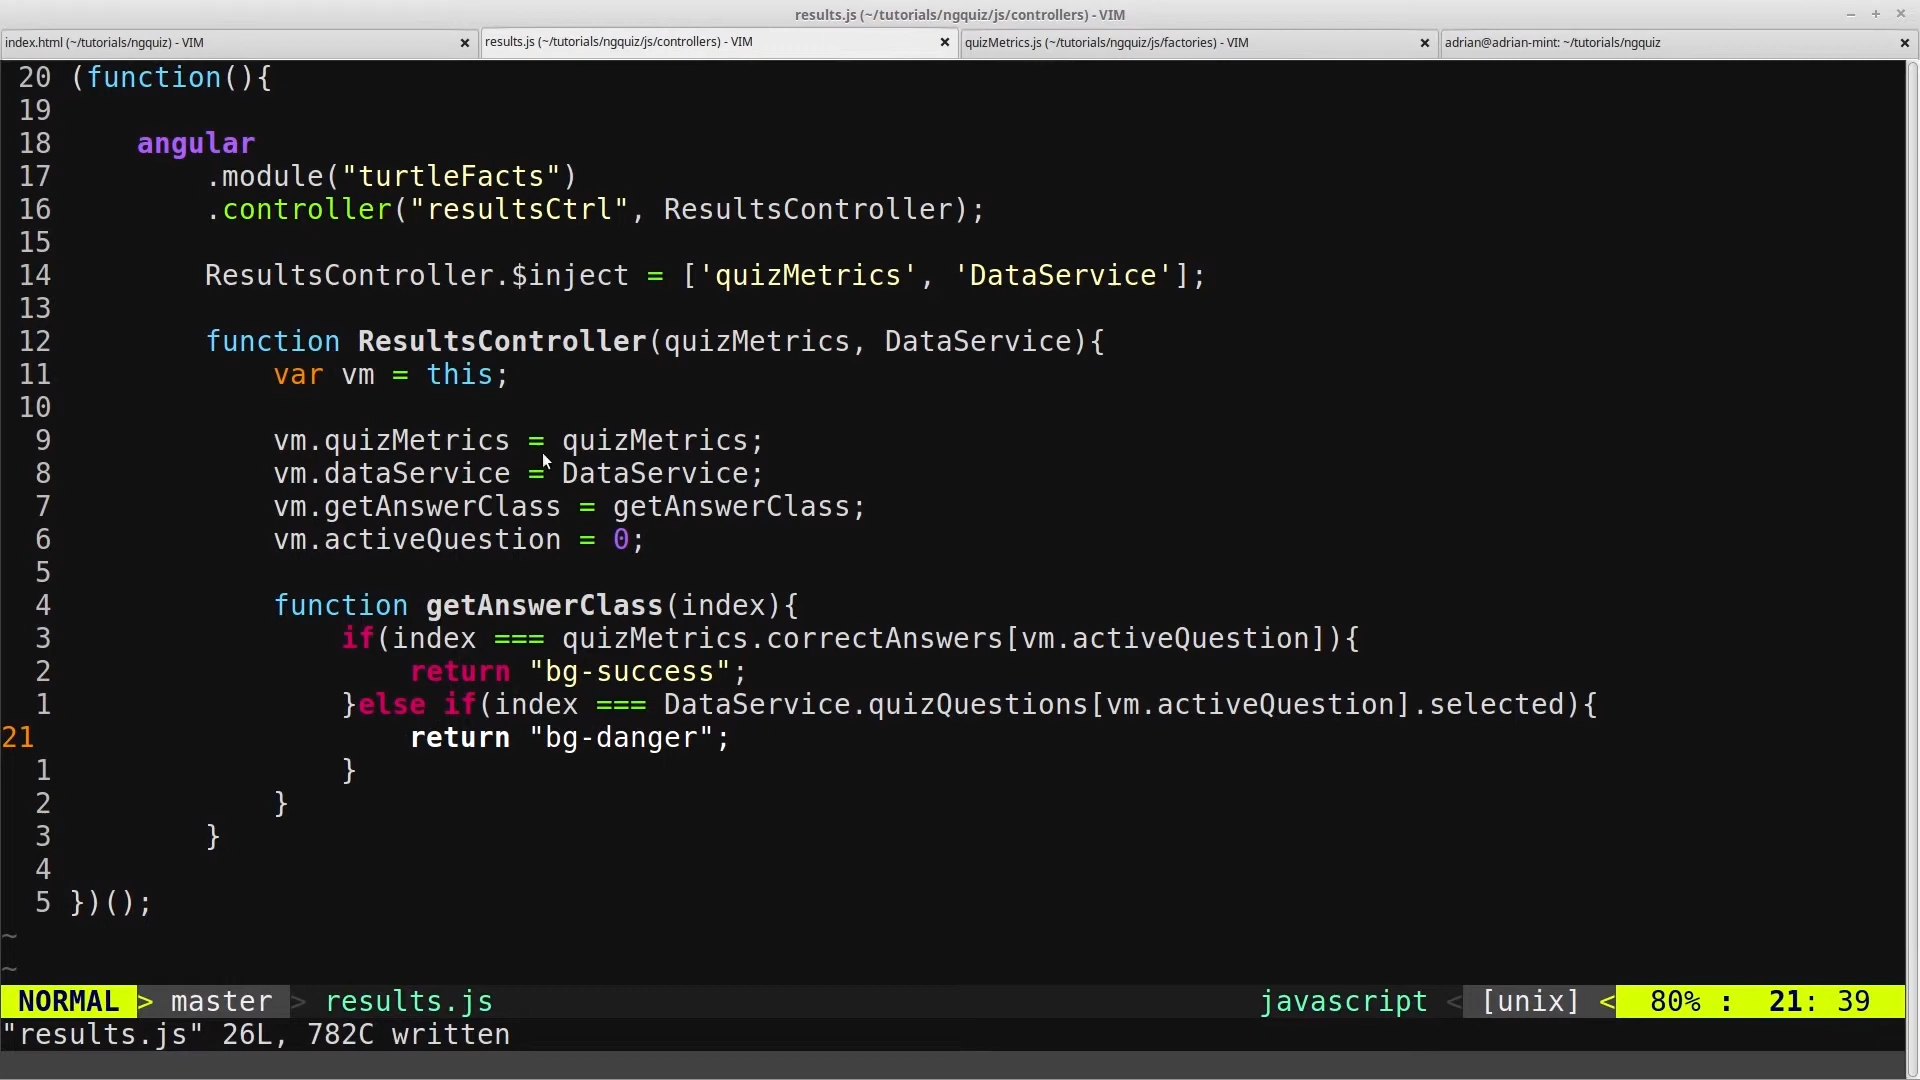 results.js (~/tutorials/ngquiz/js/controllers) - VIM
index.html (~/tutorials/ngquiz) - VIM
results.js (~/tutorials/ngquiz/js/controllers) - VIM
quizMetrics.js (~/tutorials/ngquiz/js/factories) - VIM
adrian@adrian-mint: ~/tutorials/ngquiz
20 (function(){
19
18     angular
17         .module("turtleFacts")
16         .controller("resultsCtrl", ResultsController);
15
14         ResultsController.$inject = ['quizMetrics', 'DataService'];
13
12         function ResultsController(quizMetrics, DataService){
11             var vm = this;
10
9             vm.quizMetrics = quizMetrics;
8             vm.dataService = DataService;
7             vm.getAnswerClass = getAnswerClass;
6             vm.activeQuestion = 0;
5
4             function getAnswerClass(index){
3                 if(index === quizMetrics.correctAnswers[vm.activeQuestion]){
2                     return "bg-success";
1                 }else if(index === DataService.quizQuestions[vm.activeQuestion].selected){
21                     return "bg-danger";
1                 }
2             }
3         }
4
5 })();
~
~
NORMAL > master > results.js javascript < [unix] < 80% : 21: 39
"results.js" 26L, 782C written